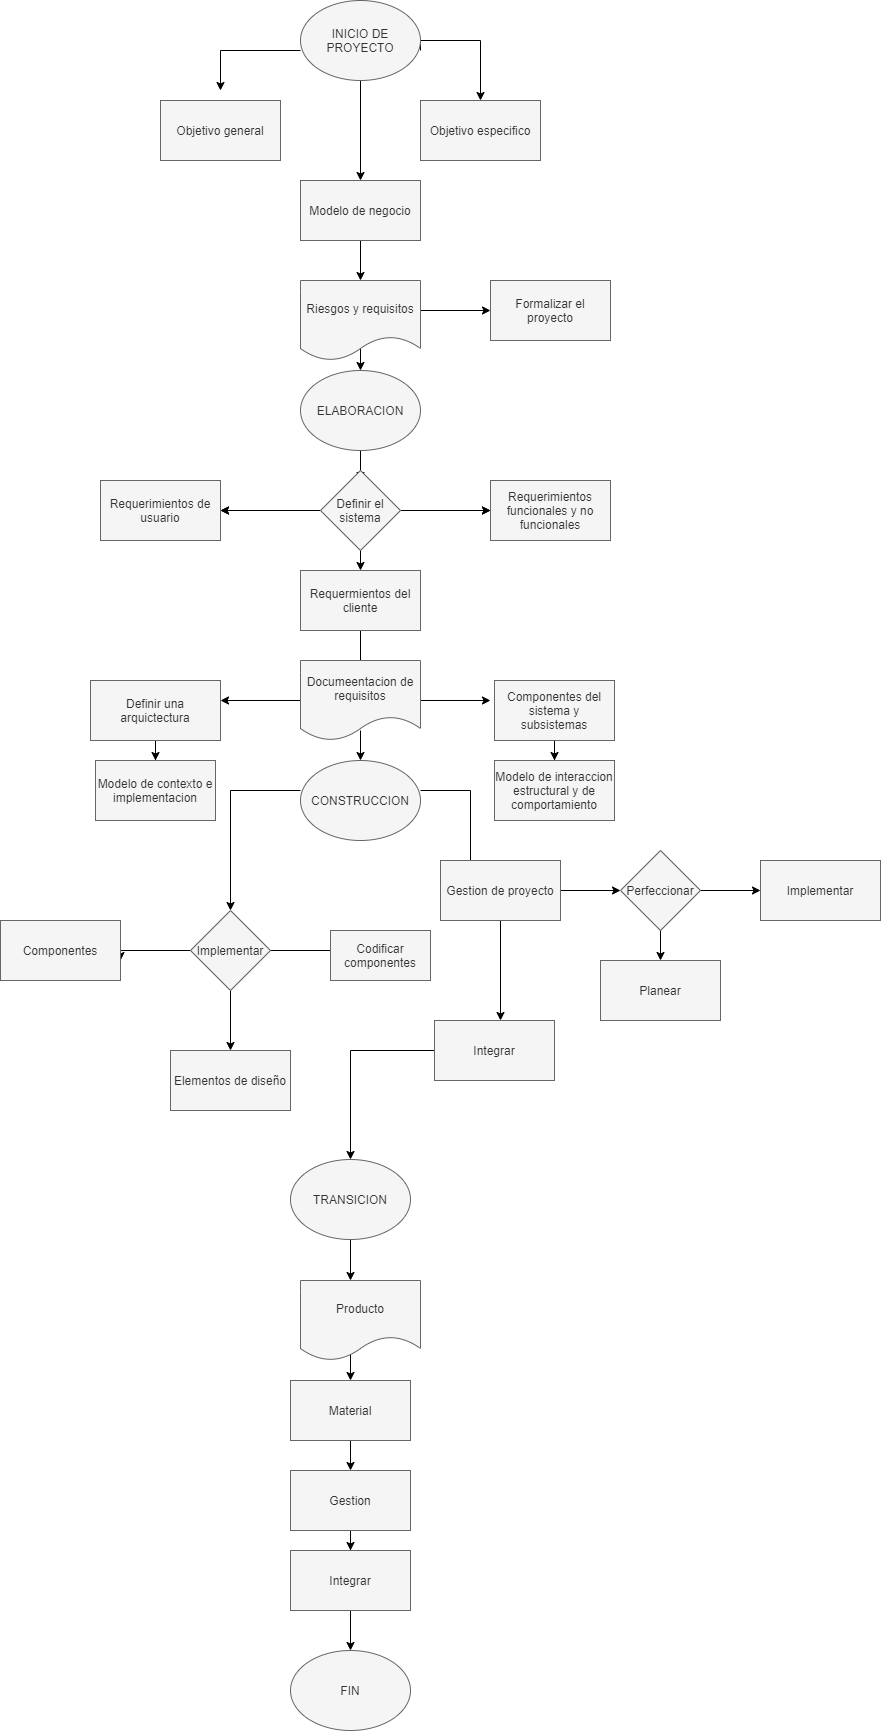 INICIO DE
PROYECTO
Objetivo general
Objetivo especifico
Modelo de negocio
Riesgos y requisitos
Formalizar el
proyecto
ELABORACION
Requerimientos de
usuario
Definir el
sistema
Requerimientos
funcionales y no
funcionales
Requermientos del
cliente
Documeentacion de
requisitos
Definir una
arquictectura
Componentes del
sistema y
subsistemas
Modelo de contexto e
implementacion
CONSTRUCCION
Modelo de interaccion
estructural y de
comportamiento
Gestion de proyecto
Perfeccionar
Implementar
Componentes
Implementar
Codificar
componentes
Planear
Integrar
Elementos de diseño
TRANSICION
Producto
Material
Gestion
Integrar
FIN